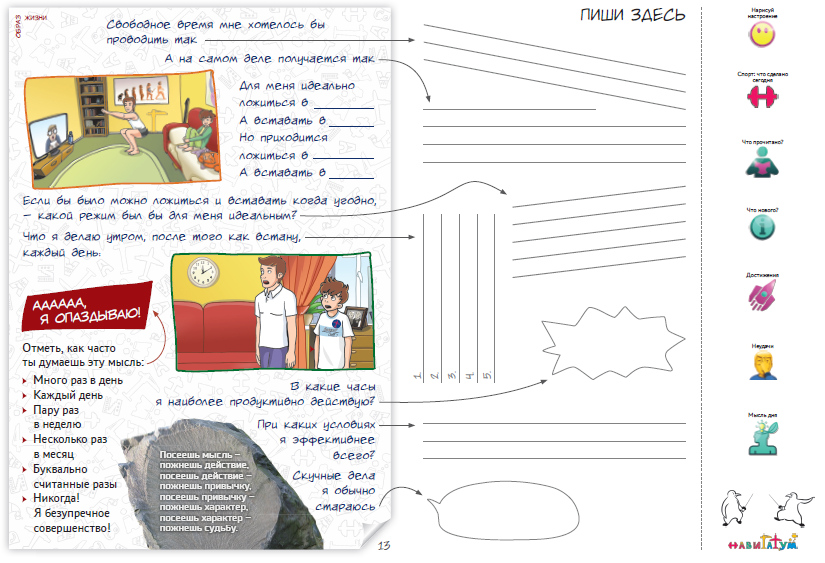 ОБРАЗ ЖИЗНИ
Свободное время мне хотелось бы
проводить так
А на самом деле получается так
Для меня идеально
ложиться в
А вставать в
Но приходится
ложиться в
А вставать в
Если бы было можно ложиться и вставать когда угодно,
– какой режим был бы для меня идеальным?
Что я делаю утром, после того как встану,
каждый день:
АААААА,
Я ОПАЗДЫВАЮ!
Отметь, как часто
ты думаешь эту мысль:
Много раз в день
Каждый день
Пару раз
в неделю
Несколько раз
в месяц
Буквально
считанные разы
Никогда!
Я безупречное
совершенство!
В какие часы
я наиболее продуктивно действую?
При каких условиях
я эффективнее
всего?
Скучные дела
я обычно
стараюсь
Посеешь мысль –
пожнешь действие,
посеешь действие –
пожнешь привычку,
посеешь привычку –
пожнешь характер,
посеешь характер –
пожнешь судьбу.
13
ПИШИ ЗДЕСЬ
1.
2.
3.
4.
5.
Нарисуй
настроение
Спорт: что сделано
сегодня
Что прочитано?
Что нового?
Достижения
Неудачи
Мысль дня
НАВИГАТУМ